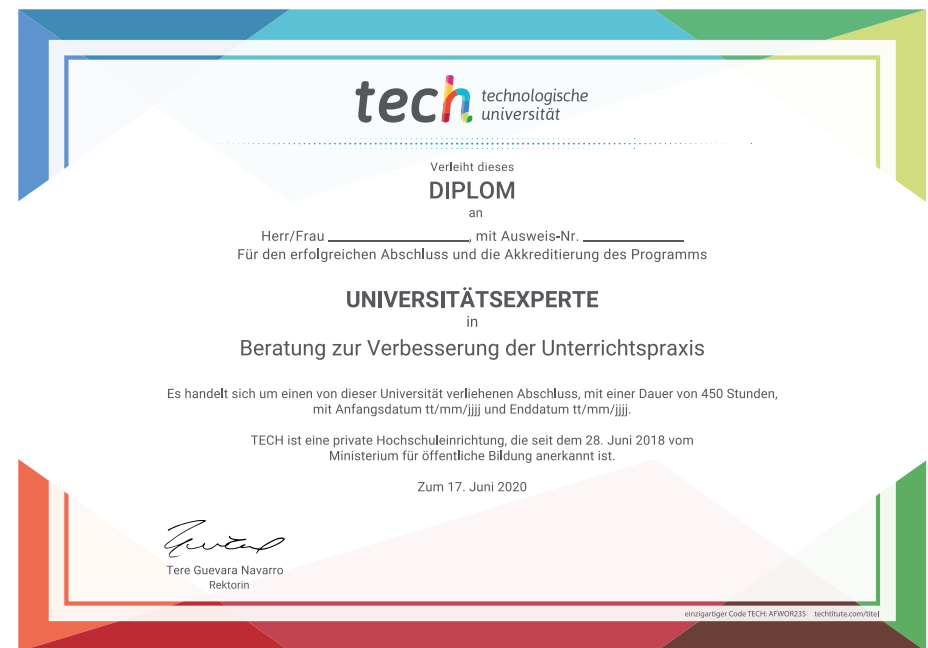 tech technologische
universität
Verleiht dieses
DIPLOM
an
Herr/Frau ____________________, mit Ausweis-Nr. ______________
Für den erfolgreichen Abschluss und die Akkreditierung des Programms
UNIVERSITÄTSEXPERTE
in
Beratung zur Verbesserung der Unterrichtspraxis
Es handelt sich um einen von dieser Universität verliehenen Abschluss, mit einer Dauer von 450 Stunden,
mit Anfangsdatum tt/mm/jjjj und Enddatum tt/mm/jjjj.
TECH ist eine private Hochschuleinrichtung, die seit dem 28. Juni 2018 vom
Ministerium für öffentliche Bildung anerkannt ist.
Zum 17. Juni 2020
Tere Guevara Navarro
Rektorin
einzigartiger Code TECH: AFWOR23S techtitute.com/titel